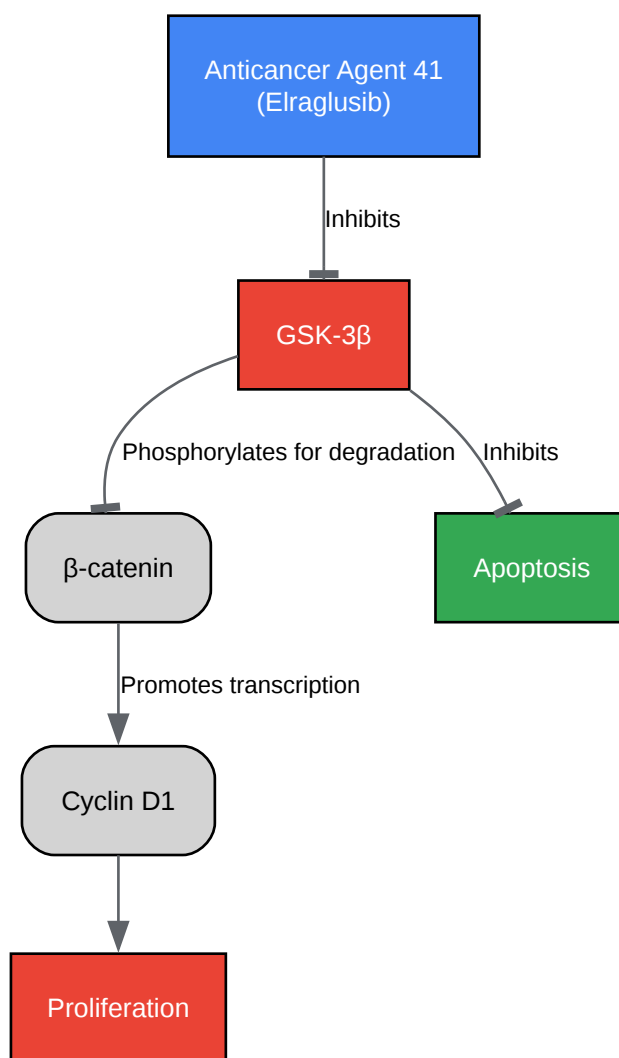 Anticancer Agent 41
(Elraglusib)
Inhibits
GSK-3β
Phosphorylates for degradation
Inhibits
β-catenin
Apoptosis
Promotes transcription
Cyclin D1
Proliferation